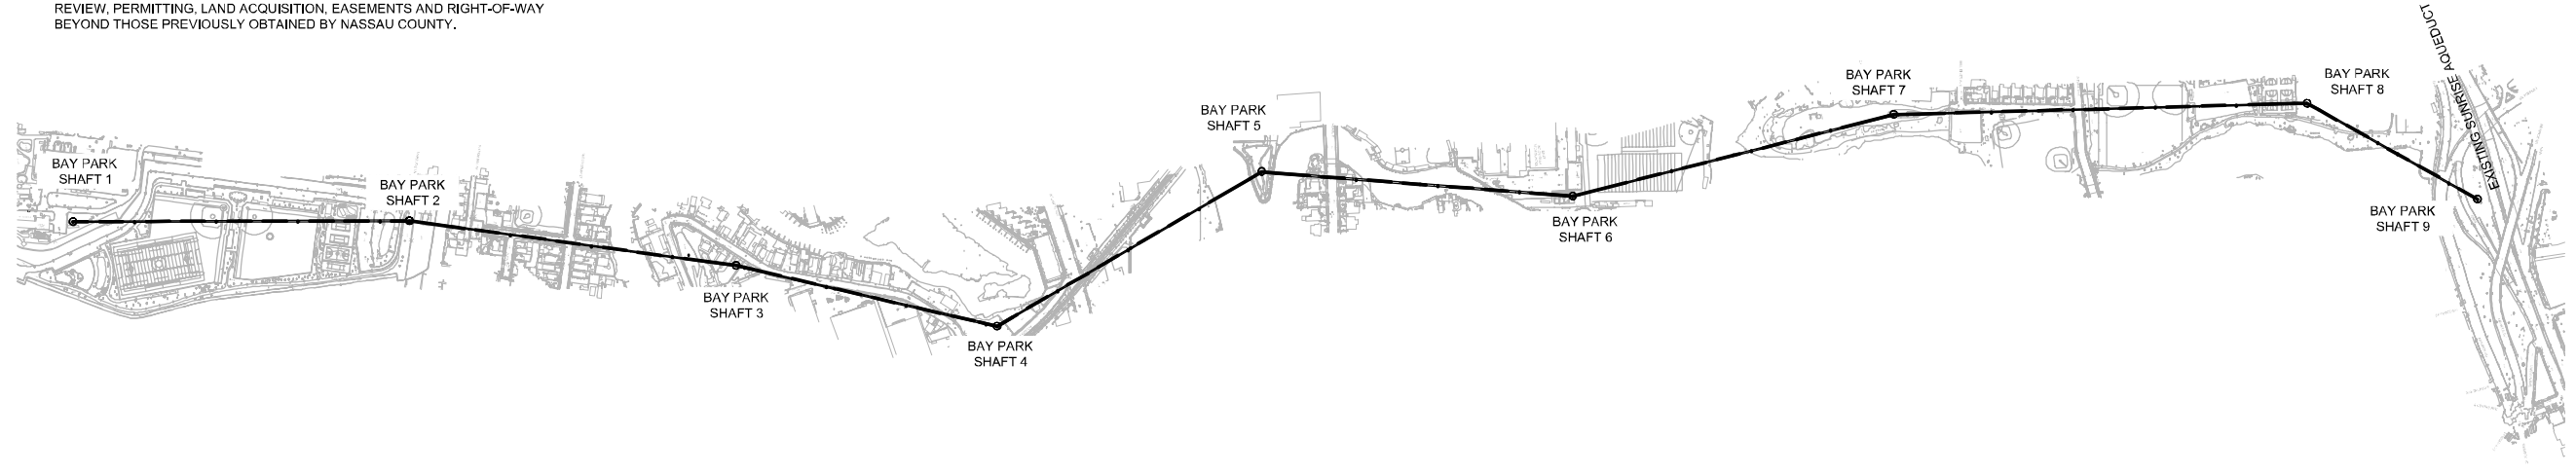 REVIEW, PERMITTING, LAND ACQUISITION, EASEMENTS AND RIGHT-OF-WAY
BEYOND THOSE PREVIOUSLY OBTAINED BY NASSAU COUNTY.
BAY PARK
SHAFT 1
BAY PARK
SHAFT 2
BAY PARK
SHAFT 3
BAY PARK
SHAFT 4
BAY PARK
SHAFT 5
BAY PARK
SHAFT 6
BAY PARK
SHAFT 7
BAY PARK
SHAFT 8
BAY PARK
SHAFT 9
EXISTING SUNRISE AQUEDUCT